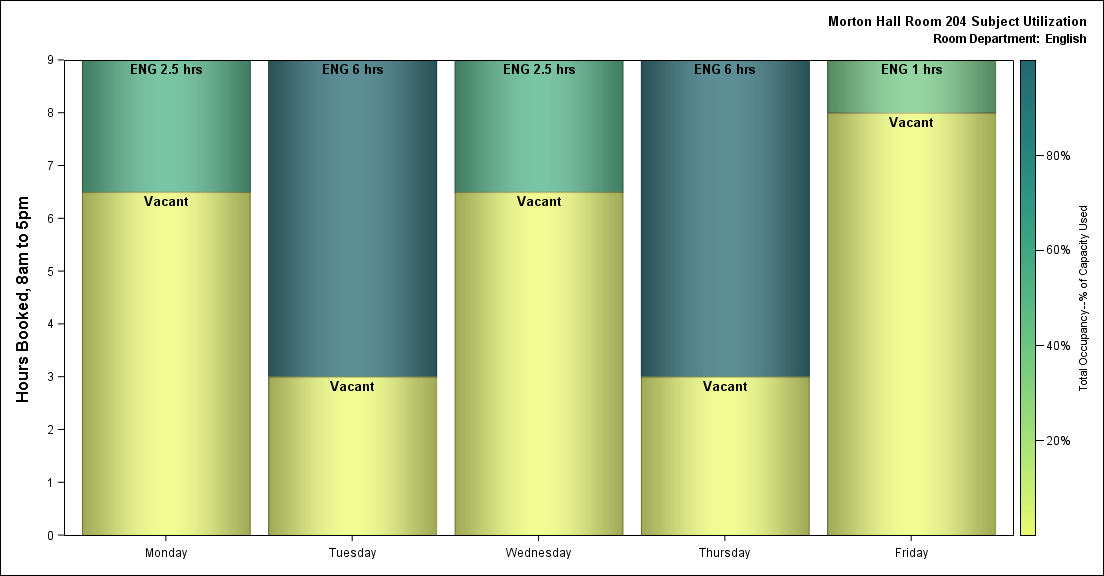 Morton Hall Room 204 Subject Utilization
Room Department: English
Hours Booked, 8am to 5pm
9
8
7
6
5
4
3
2
1
0
ENG 2.5 hrs
Vacant
ENG 6 hrs
Vacant
ENG 2.5 hrs
Vacant
ENG 6 hrs
Vacant
ENG 1 hrs
Vacant
Monday
Tuesday
Wednesday
Thursday
Friday
80%
60%
40%
20%
Total Occupancy--% of Capacity Used